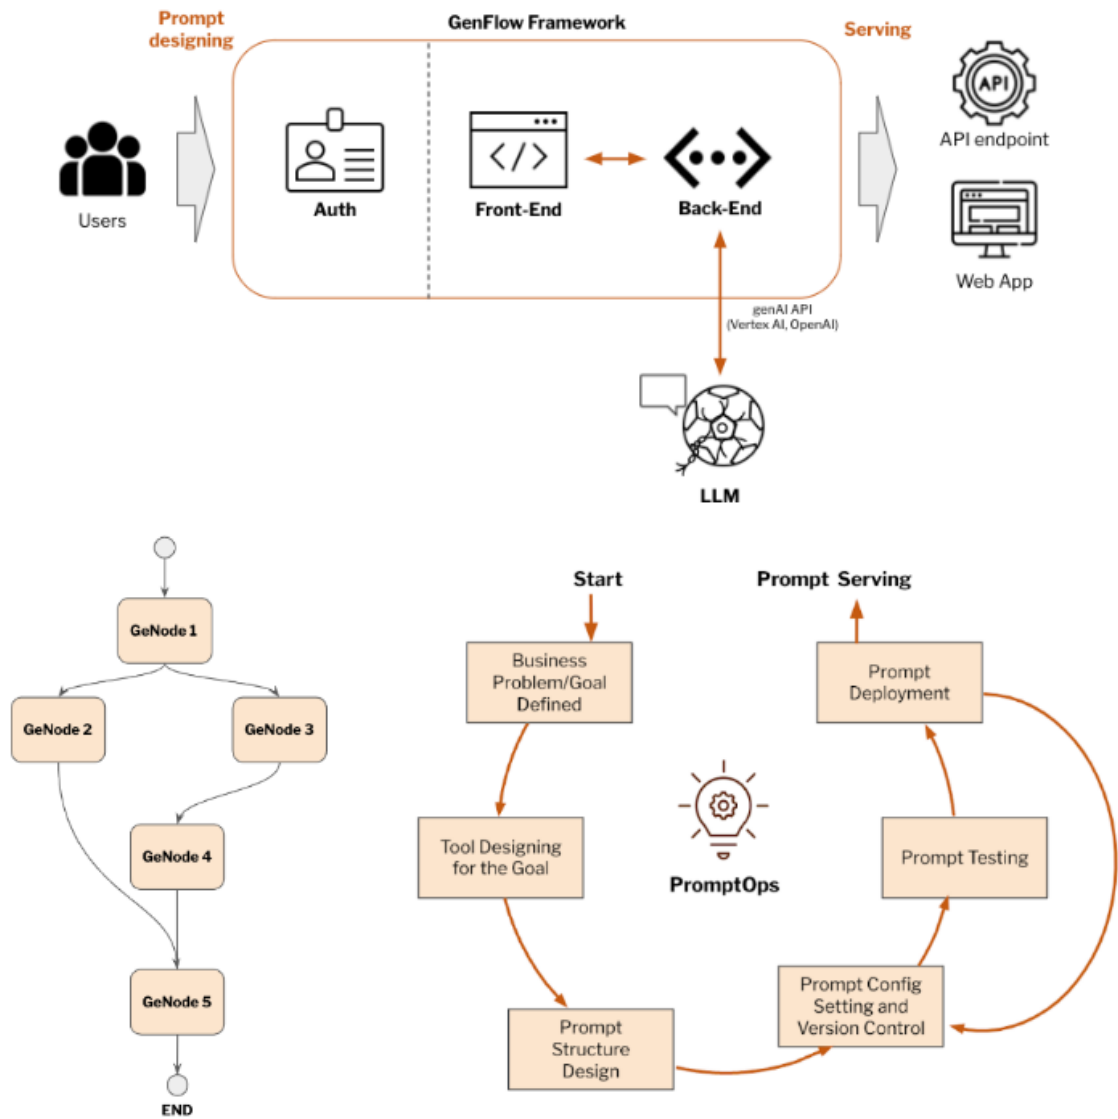 Prompt
designing
GenFlow Framework
Serving
API
API endpoint
Users
Auth
Front-End
Back-End
Web App
genAI API
(Vertex AI, OpenAI)
LLM
GeNode 1
GeNode 2
GeNode 3
GeNode 4
GeNode 5
END
Start
Prompt Serving
Business
Problem/Goal
Defined
Prompt
Deployment
Tool Designing
for the Goal
PromptOps
Prompt Testing
Prompt
Structure
Design
Prompt Config
Setting and
Version Control